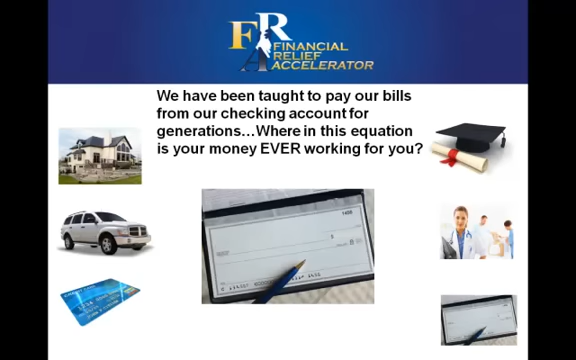 FR
FINANCIAL
RELIEF
ACCELERATOR
We have been taught to pay our bills
from our checking account for
generations...Where in this equation
is your money EVER working for you?